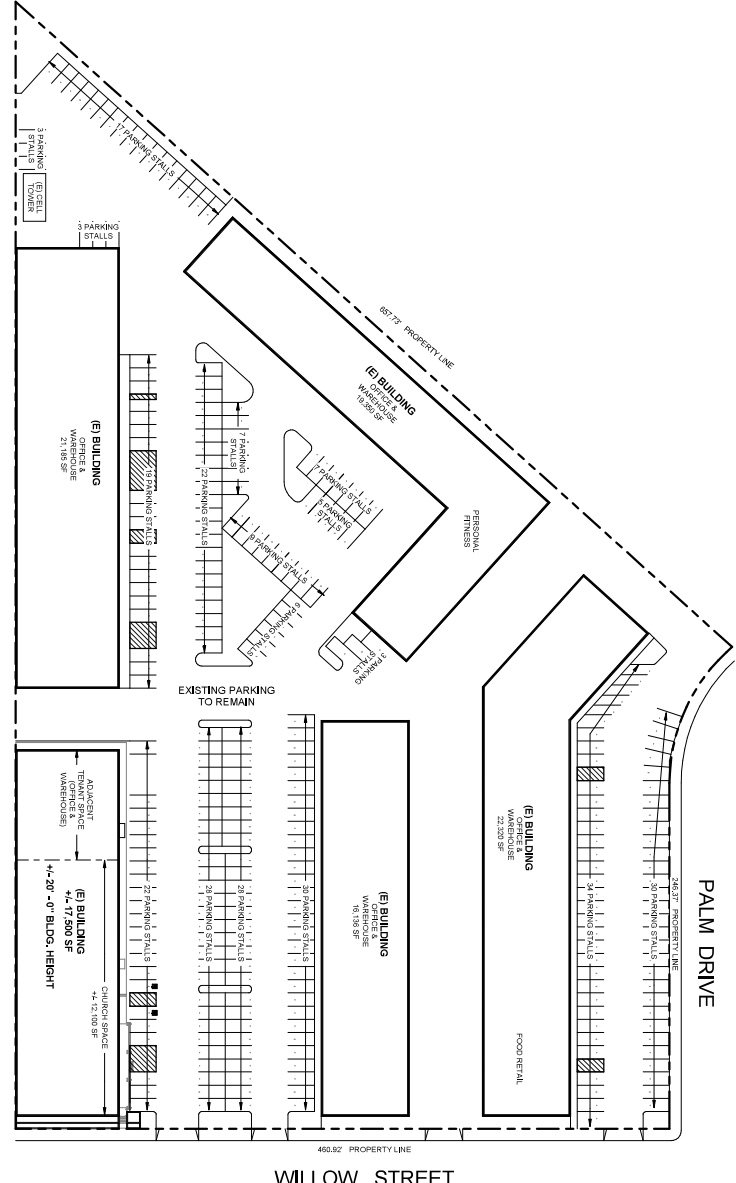 17 PARKING STALLS
3 PARKING
STALLS
(E) CELL
TOWER
3 PARKING
STALLS
657.73' PROPERTY LINE
(E) BUILDING
OFFICE &
WAREHOUSE
19,350 SF
(E) BUILDING
OFFICE &
WAREHOUSE
21,185 SF
19 PARKING STALLS
22 PARKING STALLS
7 PARKING
STALLS
7 PARKING STALLS
5 PARKING
STALLS
PERSONAL
FITNESS
9 PARKING STALLS
6 PARKING
STALLS
3 PARKING
STALLS
EXISTING PARKING
TO REMAIN
ADJACENT
TENANT SPACE
(OFFICE &
WAREHOUSE)
(E) BUILDING
+/- 17,500 SF
+/- 20' - 0" BLDG. HEIGHT
CHURCH SPACE
+/- 12,100 SF
22 PARKING STALLS
28 PARKING STALLS
28 PARKING STALLS
30 PARKING STALLS
(E) BUILDING
OFFICE &
WAREHOUSE
16,136 SF
(E) BUILDING
OFFICE &
WAREHOUSE
22,320 SF
FOOD RETAIL
34 PARKING STALLS
30 PARKING STALLS
246.37' PROPERTY LINE
PALM DRIVE
460.92' PROPERTY LINE
WILLOW STREET